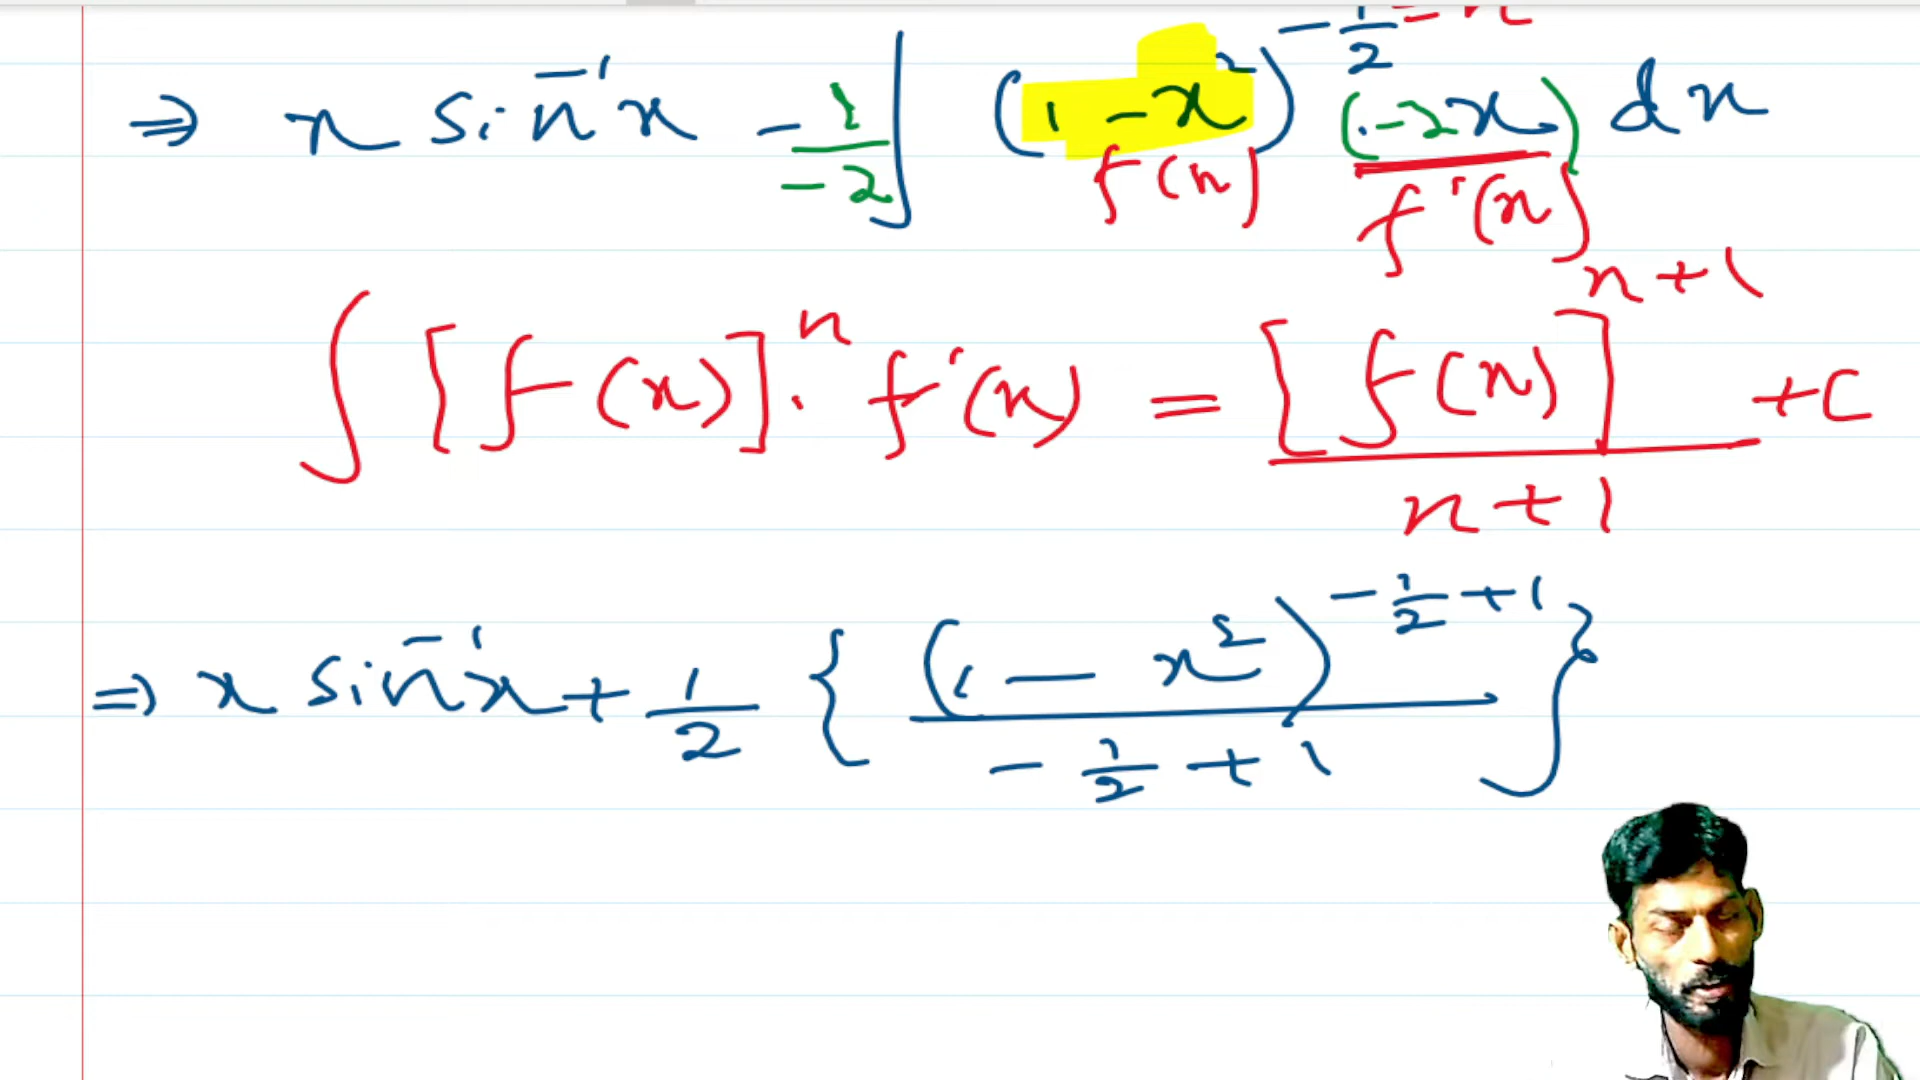 ⇒ x sin⁻¹x - 1/-2 ∫ (1 - x²)^(-1/2 = n) (-2x) dx
f(x) f'(x)
∫ [f(x)]ⁿ · f'(x) = [f(x)]ⁿ⁺¹/(n+1) + C
⇒ x sin⁻¹x + 1/2 { (1 - x²)^(-1/2 + 1) / (-1/2 + 1) }